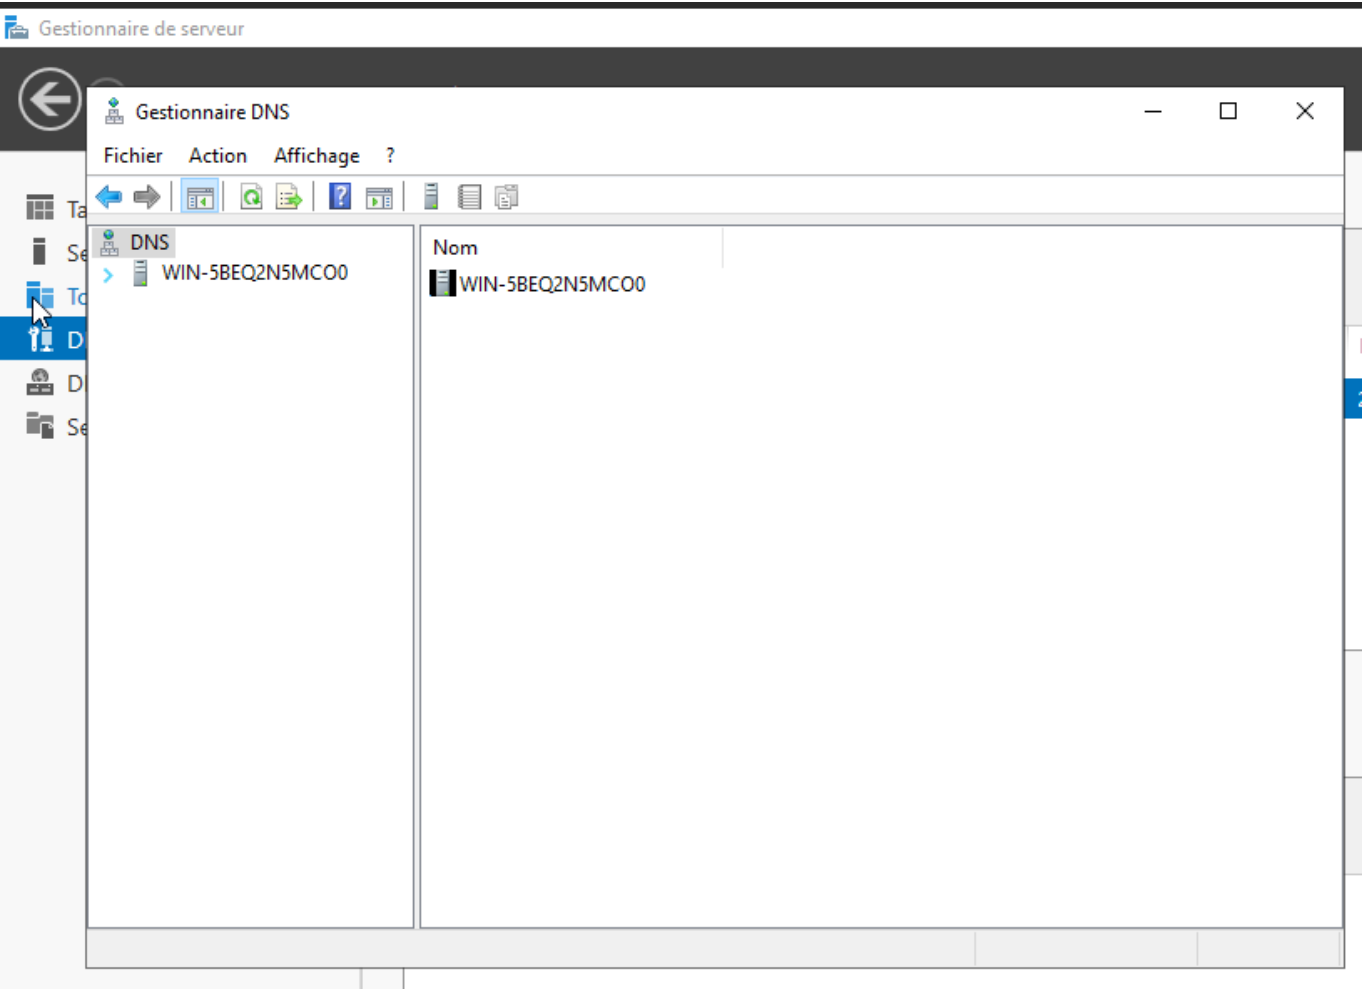 Gestionnaire de serveur
Gestionnaire DNS
Fichier Action Affichage ?
DNS
WIN-5BEQ2N5MCO0
Nom
WIN-5BEQ2N5MCO0